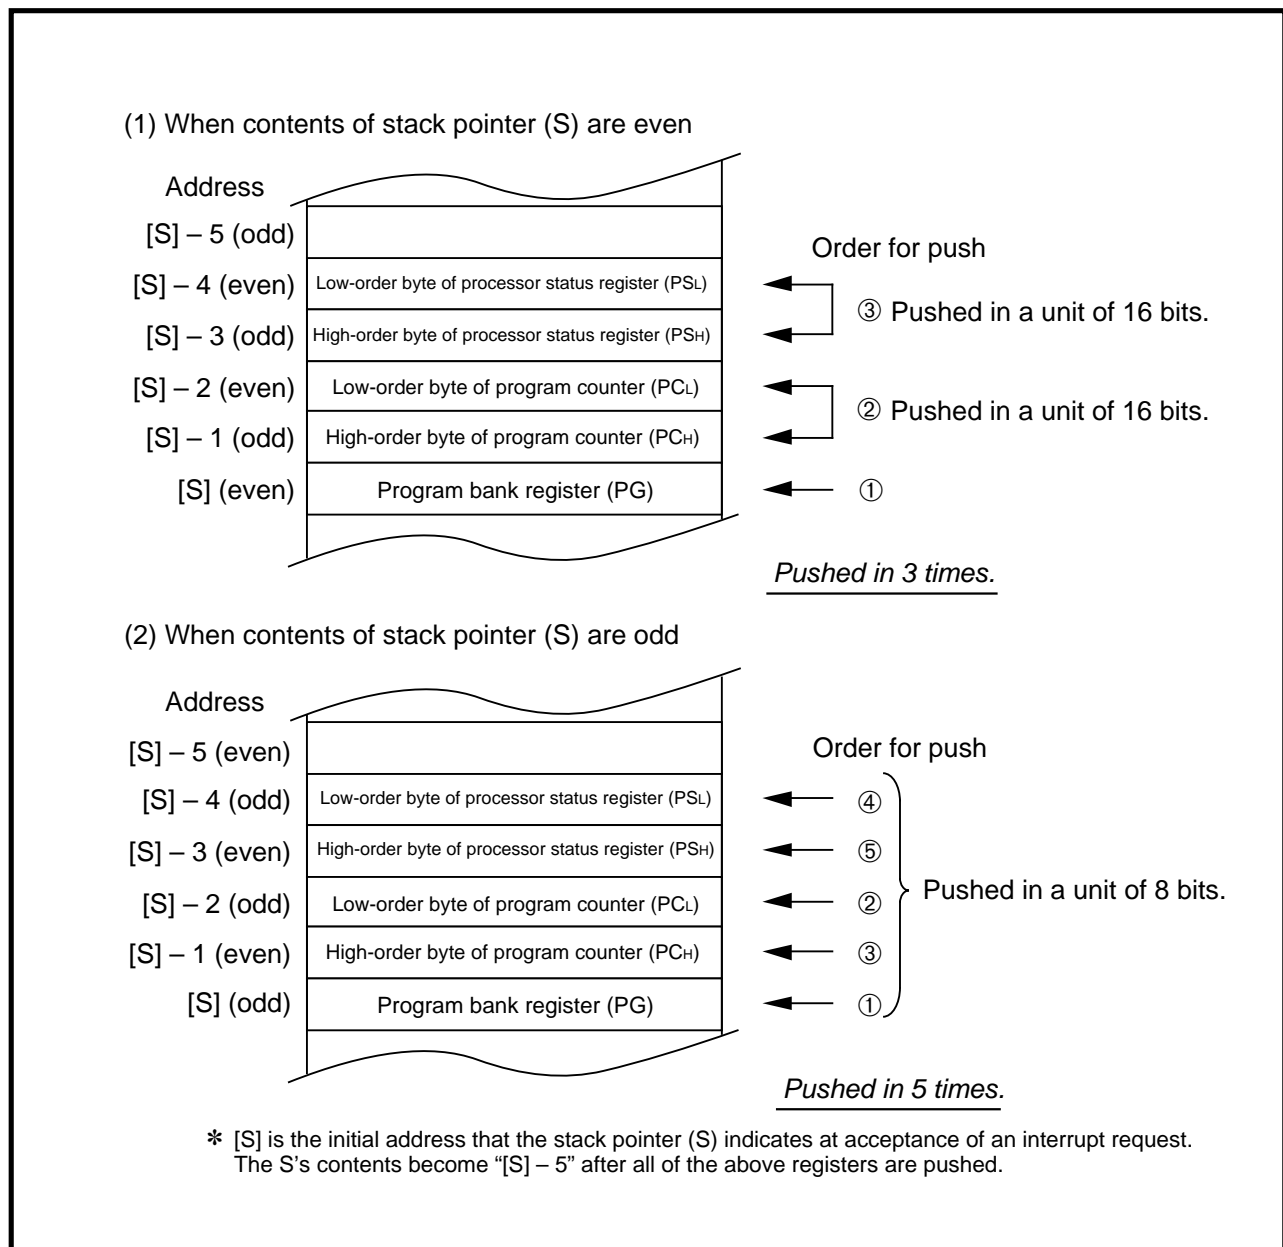 (1) When contents of stack pointer (S) are even
Address
[S] – 5 (odd)
Order for push
[S] – 4 (even) Low-order byte of processor status register (PSL)
③ Pushed in a unit of 16 bits.
[S] – 3 (odd) High-order byte of processor status register (PSH)
[S] – 2 (even) Low-order byte of program counter (PCL)
② Pushed in a unit of 16 bits.
[S] – 1 (odd) High-order byte of program counter (PCH)
[S] (even) Program bank register (PG) ①
Pushed in 3 times.
(2) When contents of stack pointer (S) are odd
Address
[S] – 5 (even) Order for push
[S] – 4 (odd) Low-order byte of processor status register (PSL) ④
[S] – 3 (even) High-order byte of processor status register (PSH) ⑤
[S] – 2 (odd) Low-order byte of program counter (PCL) ② Pushed in a unit of 8 bits.
[S] – 1 (even) High-order byte of program counter (PCH) ③
[S] (odd) Program bank register (PG) ①
Pushed in 5 times.
✽ [S] is the initial address that the stack pointer (S) indicates at acceptance of an interrupt request.
The S’s contents become “[S] – 5” after all of the above registers are pushed.